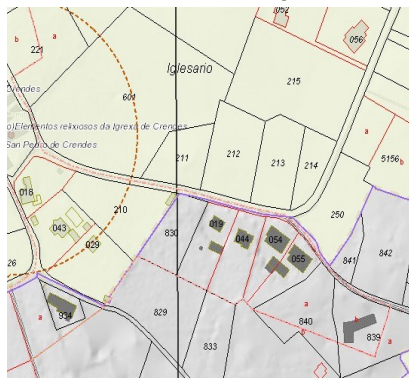 052
b
a
056
221
Iglesario
215
Crendes
601
a
o)Elementos relixiosos da Igrexa de Crendes
San Pedro de Crendes
b
211
212
213
214
5156
018
210
043
029
830
019
044
054
055
250
26
841
842
a
934
a
829
833
840
b
b
839
a